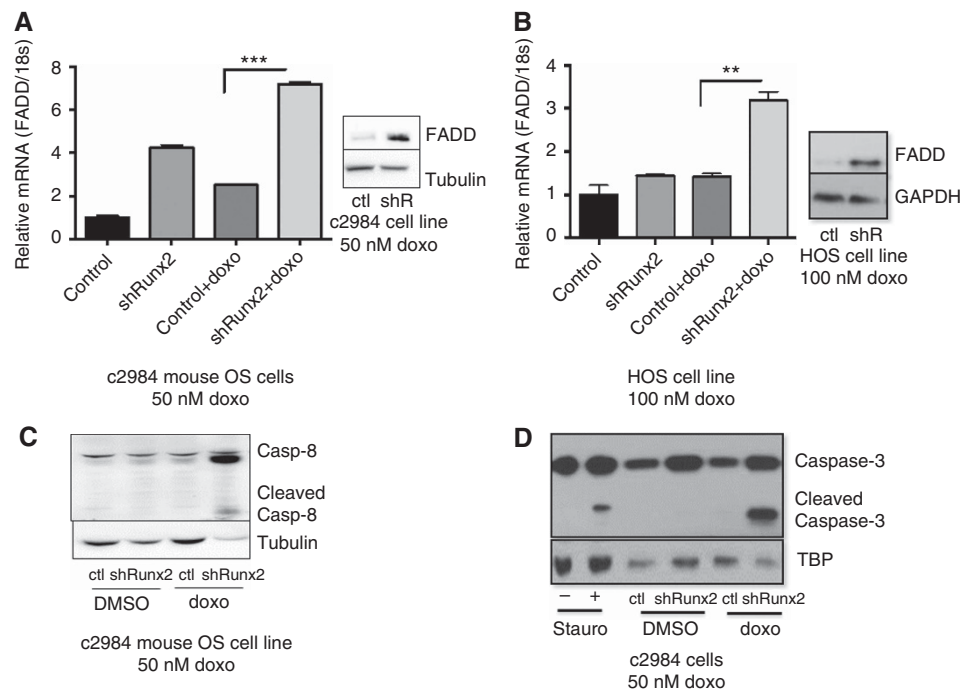 A
Relative mRNA (FADD/18s)
8
6
4
2
0
***
Control
shRunx2
Control+doxo
shRunx2+doxo
c2984 mouse OS cells
50 nM doxo
FADD
Tubulin
ctl shR
c2984 cell line
50 nM doxo
B
Relative mRNA (FADD/18s)
4
3
2
1
0
**
Control
shRunx2
Control+doxo
shRunx2+doxo
HOS cell line
100 nM doxo
FADD
GAPDH
ctl shR
HOS cell line
100 nM doxo
C
Casp-8
Cleaved
Casp-8
Tubulin
ctl shRunx2 ctl shRunx2
DMSO doxo
c2984 mouse OS cell line
50 nM doxo
D
Caspase-3
Cleaved
Caspase-3
TBP
− + ctl shRunx2 ctl shRunx2
Stauro DMSO doxo
c2984 cells
50 nM doxo